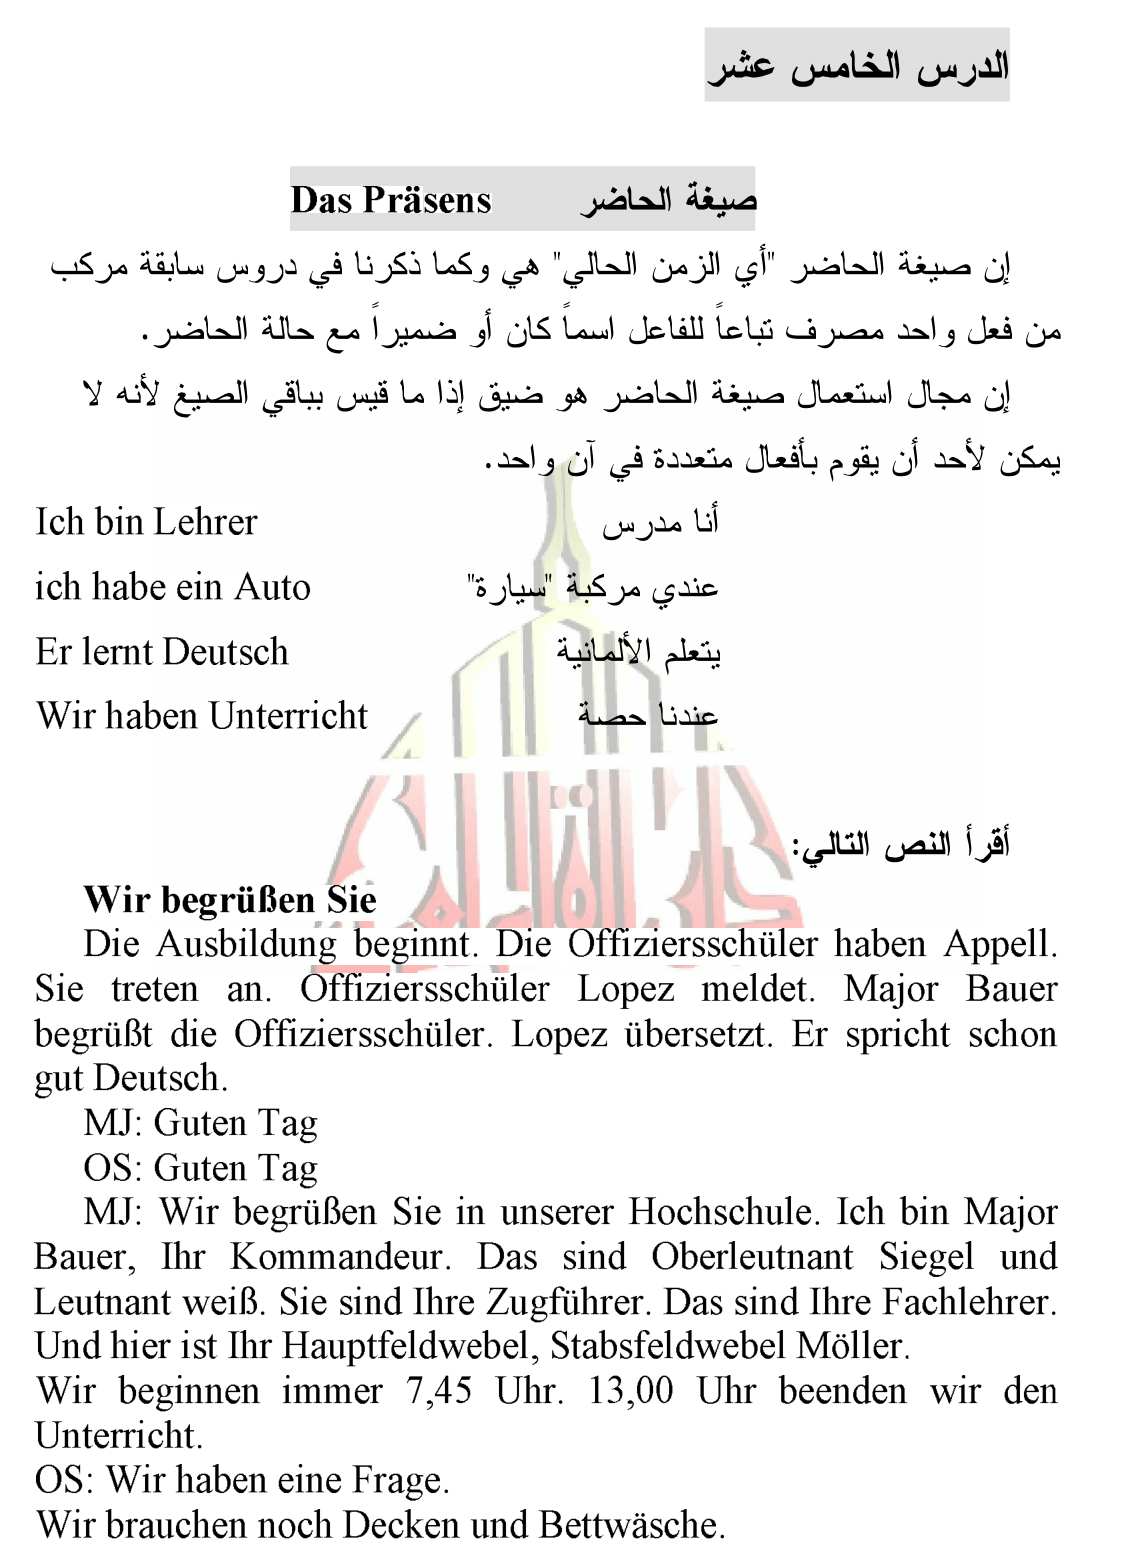 الدرس الخامس عشر
صيغة الحاضر Das Präsens
إن صيغة الحاضر "أي الزمن الحالي" هي وكما ذكرنا في دروس سابقة مركب
من فعل واحد مصرف تباعاً للفاعل اسماً كان أو ضميراً مع حالة الحاضر.
إن مجال استعمال صيغة الحاضر هو ضيق إذا ما قيس بباقي الصيغ لأنه لا
يمكن لأحد أن يقوم بأفعال متعددة في آن واحد.
Ich bin Lehrer أنا مدرس
ich habe ein Auto عندي مركبة "سيارة"
Er lernt Deutsch يتعلم الألمانية
Wir haben Unterricht عندنا حصة
أقرأ النص التالي:
Wir begrüßen Sie
Die Ausbildung beginnt. Die Offiziersschüler haben Appell.
Sie treten an. Offiziersschüler Lopez meldet. Major Bauer
begrüßt die Offiziersschüler. Lopez übersetzt. Er spricht schon
gut Deutsch.
MJ: Guten Tag
OS: Guten Tag
MJ: Wir begrüßen Sie in unserer Hochschule. Ich bin Major
Bauer, Ihr Kommandeur. Das sind Oberleutnant Siegel und
Leutnant weiß. Sie sind Ihre Zugführer. Das sind Ihre Fachlehrer.
Und hier ist Ihr Hauptfeldwebel, Stabsfeldwebel Möller.
Wir beginnen immer 7,45 Uhr. 13,00 Uhr beenden wir den
Unterricht.
OS: Wir haben eine Frage.
Wir brauchen noch Decken und Bettwäsche.